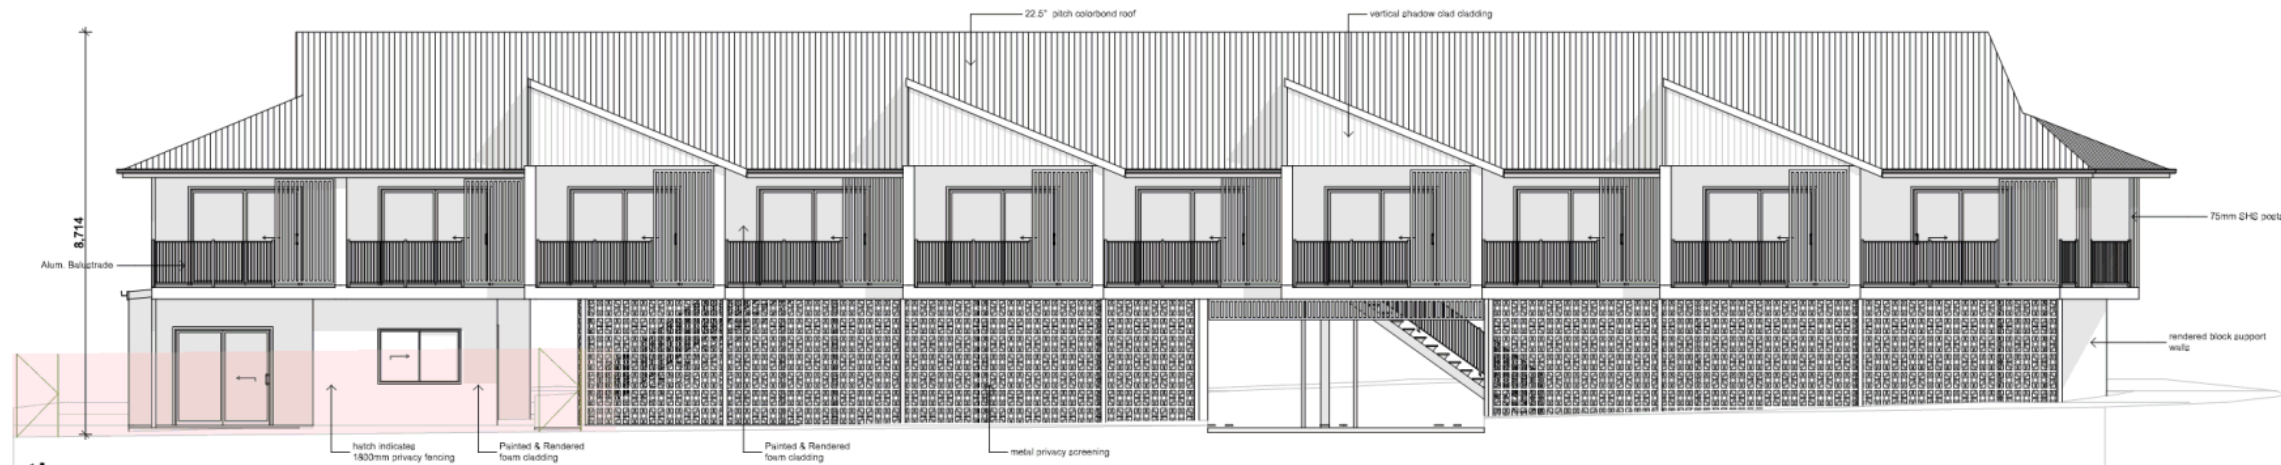 22.5° pitch colorbond roof
vertical shadow clad cladding
8,714
75mm SHS posts
Alum. Balustrade
rendered block support
walls
hatch indicates
1800mm privacy fencing
Painted & Rendered
foam cladding
Painted & Rendered
foam cladding
metal privacy screening